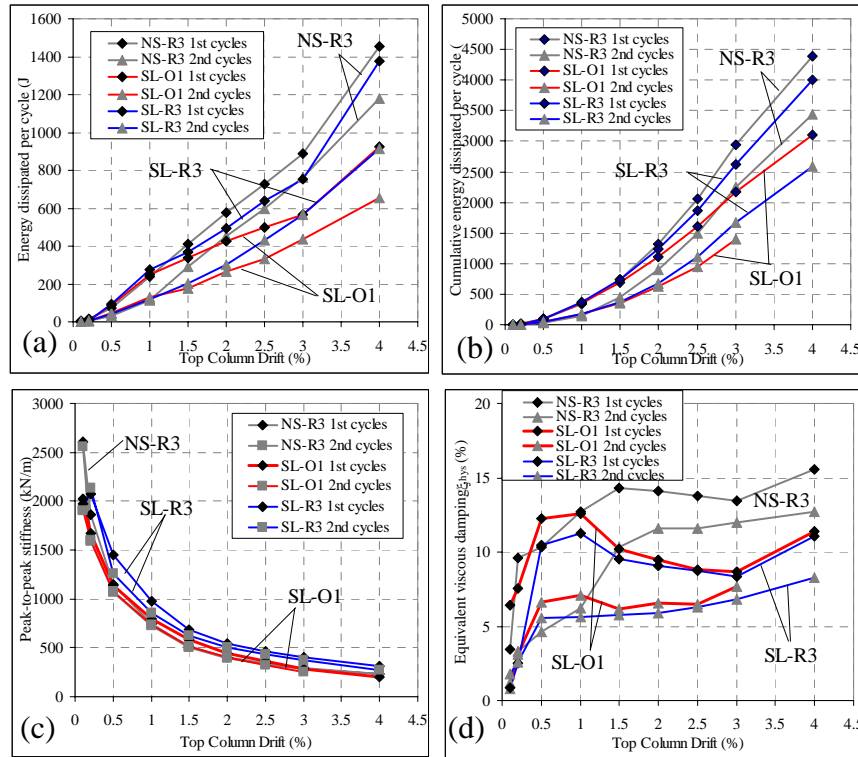 1600
1400
1200
1000
800
600
400
200
0
Energy dissipated per cycle (J
NS-R3 1st cycles
NS-R3 2nd cycles
SL-O1 1st cycles
SL-O1 2nd cycles
SL-R3 1st cycles
SL-R3 2nd cycles
NS-R3
SL-R3
SL-O1
0 0.5 1 1.5 2 2.5 3 3.5 4 4.5
(a)
Top Column Drift (%)
5000
4500
4000
3500
3000
2500
2000
1500
1000
500
0
Cumulative energy dissipated per cycle (
NS-R3 1st cycles
NS-R3 2nd cycles
SL-O1 1st cycles
SL-O1 2nd cycles
SL-R3 1st cycles
SL-R3 2nd cycles
NS-R3
SL-R3
SL-O1
0 0.5 1 1.5 2 2.5 3 3.5 4 4.5
(b)
Top Column Drift (%)
3000
2500
2000
1500
1000
500
0
Peak-to-peak stiffness (kN/m)
NS-R3 1st cycles
NS-R3 2nd cycles
SL-O1 1st cycles
SL-O1 2nd cycles
SL-R3 1st cycles
SL-R3 2nd cycles
NS-R3
SL-R3
SL-O1
0 0.5 1 1.5 2 2.5 3 3.5 4 4.5
(c)
Top Column Drift (%)
20
15
10
5
0
Equivalent viscous damping ξhys (%)
NS-R3 1st cycles
NS-R3 2nd cycles
SL-O1 1st cycles
SL-O1 2nd cycles
SL-R3 1st cycles
SL-R3 2nd cycles
NS-R3
SL-O1
SL-R3
0 0.5 1 1.5 2 2.5 3 3.5 4 4.5
(d)
Top Column Drift (%)